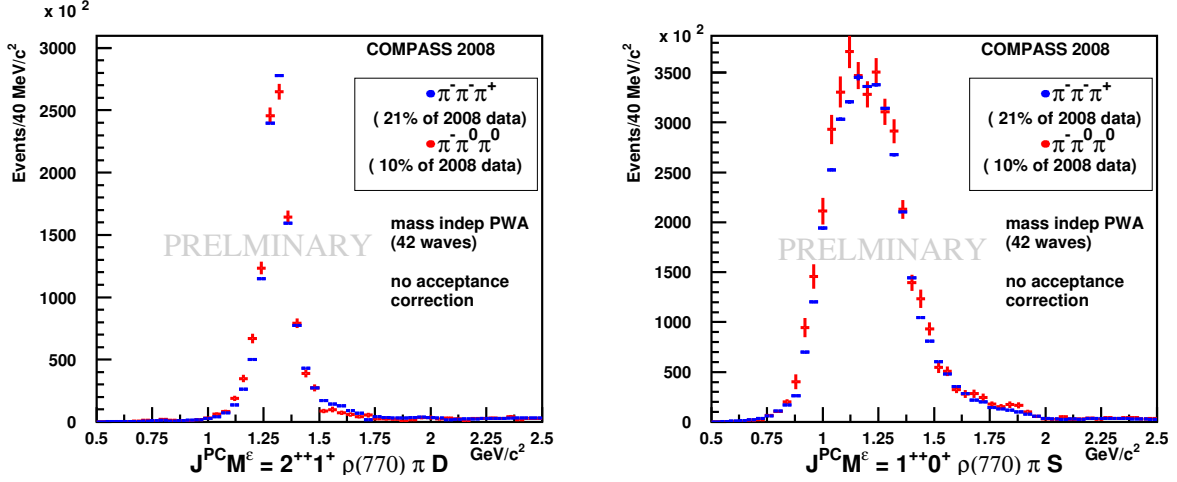 x 10²
3000
2500
2000
1500
1000
500
0
Events/40 MeV/c²
COMPASS 2008
π⁻π⁻π⁺
( 21% of 2008 data)
π⁻π⁰π⁰
( 10% of 2008 data)
mass indep PWA
(42 waves)
PRELMINARY
no acceptance
correction
0.5 0.75 1 1.25 1.5 1.75 2 2.25 2.5
GeV/c²
J^PC M^ε = 2⁺⁺1⁺ ρ(770) π D
x 10²
3500
3000
2500
2000
1500
1000
500
0
Events/40 MeV/c²
COMPASS 2008
π⁻π⁻π⁺
( 21% of 2008 data)
π⁻π⁰π⁰
( 10% of 2008 data)
mass indep PWA
(42 waves)
PRELMINARY
no acceptance
correction
0.5 0.75 1 1.25 1.5 1.75 2 2.25 2.5
GeV/c²
J^PC M^ε = 1⁺⁺0⁺ ρ(770) π S